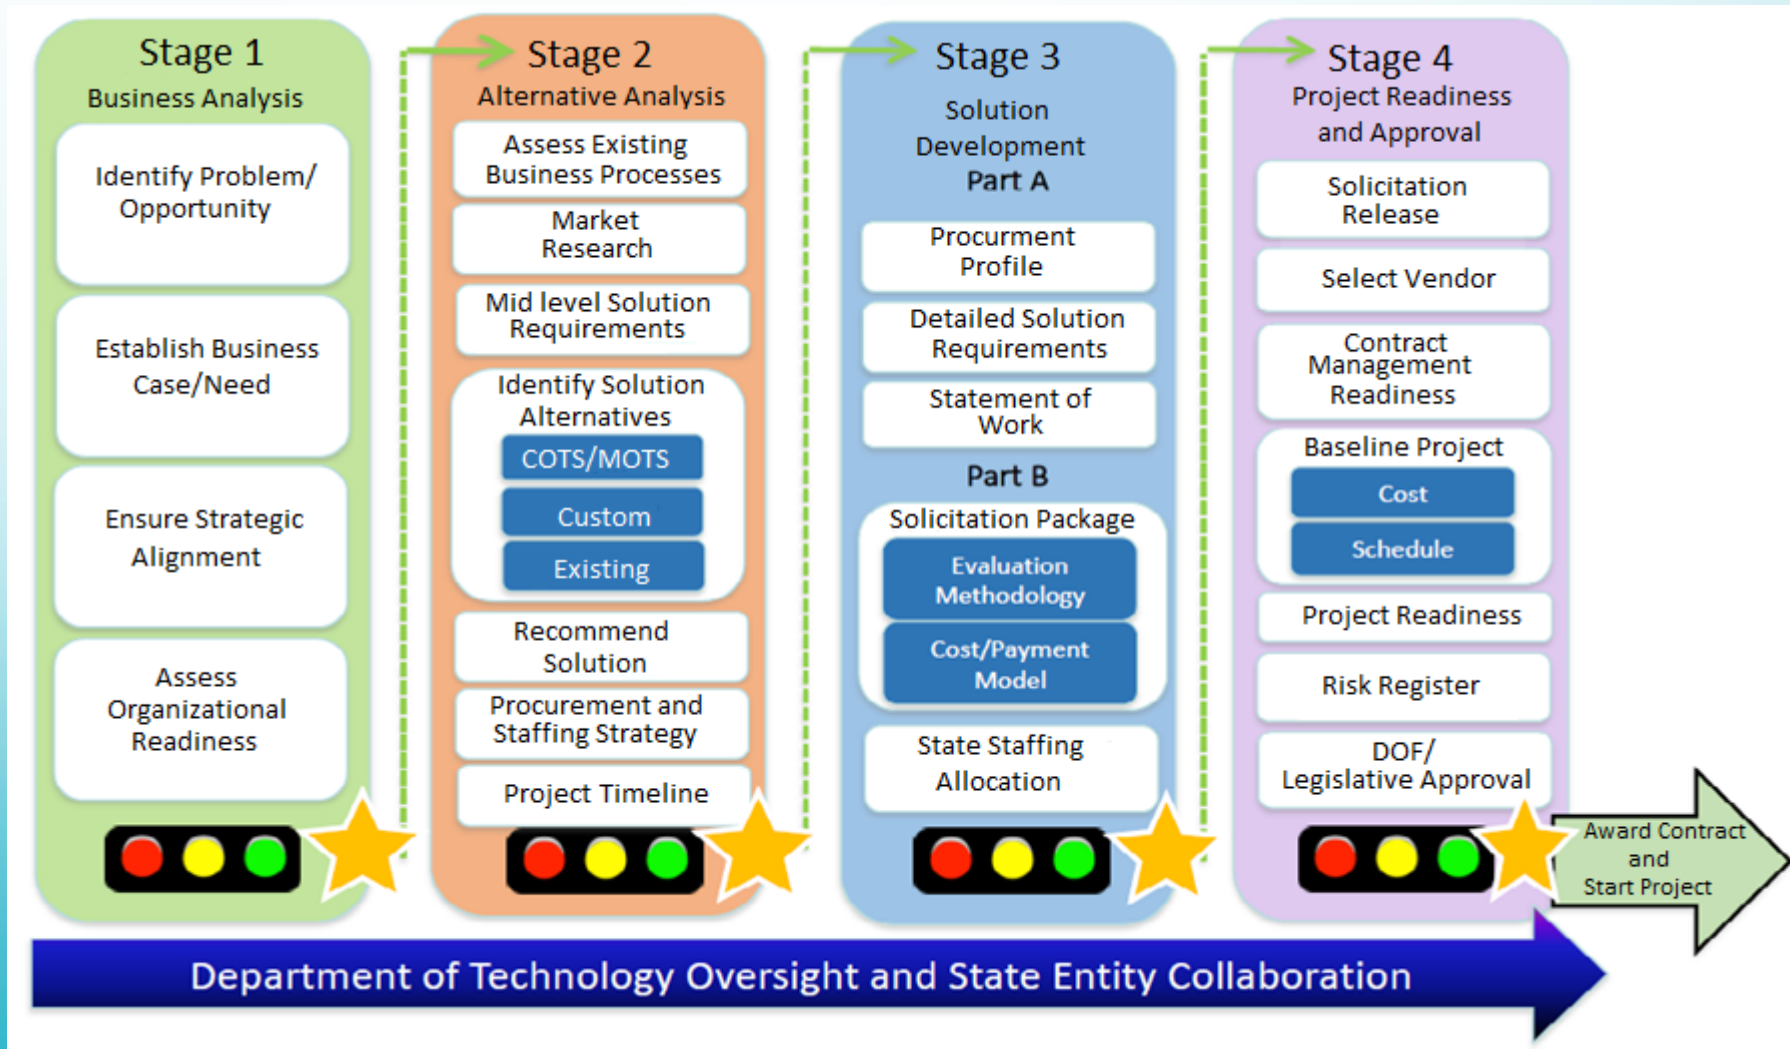 Stage 1
Business Analysis
Identify Problem/
Opportunity
Establish Business
Case/Need
Ensure Strategic
Alignment
Assess
Organizational
Readiness
Stage 2
Alternative Analysis
Assess Existing
Business Processes
Market
Research
Mid level Solution
Requirements
Identify Solution
Alternatives
COTS/MOTS
Custom
Existing
Recommend
Solution
Procurement and
Staffing Strategy
Project Timeline
Stage 3
Solution
Development
Part A
Procurment
Profile
Detailed Solution
Requirements
Statement of
Work
Part B
Solicitation Package
Evaluation
Methodology
Cost/Payment
Model
State Staffing
Allocation
Stage 4
Project Readiness
and Approval
Solicitation
Release
Select Vendor
Contract
Management
Readiness
Baseline Project
Cost
Schedule
Project Readiness
Risk Register
DOF/
Legislative Approval
Award Contract
and
Start Project
Department of Technology Oversight and State Entity Collaboration